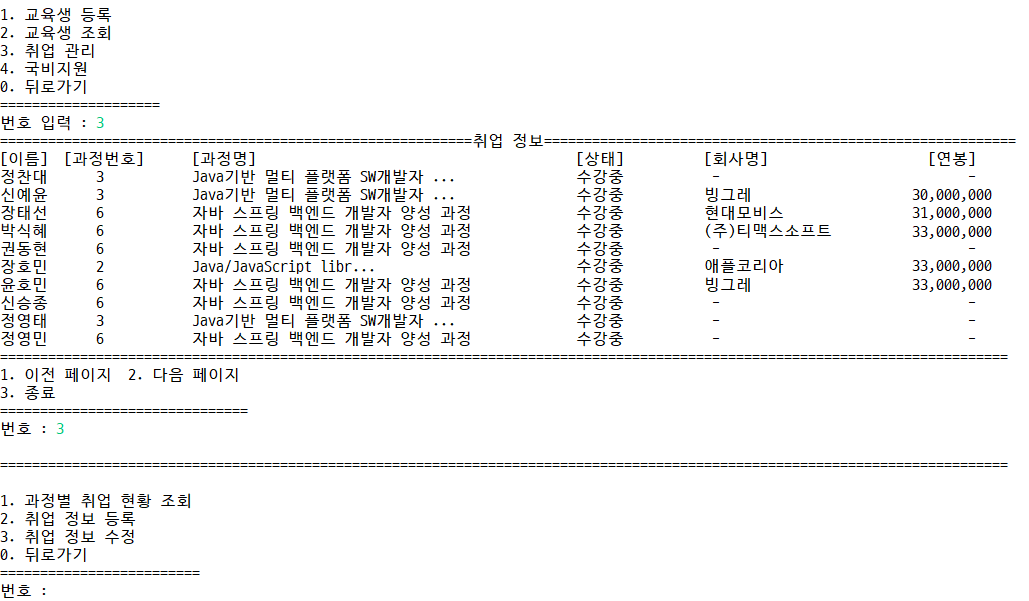 1. 교육생 등록
2. 교육생 조회
3. 취업 관리
4. 국비지원
0. 뒤로가기
====================
번호 입력 : 3
===========================================================취업 정보===========================================================
[이름] [과정번호] [과정명] [상태] [회사명] [연봉]
정찬대 3 Java기반 멀티 플랫폼 SW개발자 ... 수강중 - -
신예윤 3 Java기반 멀티 플랫폼 SW개발자 ... 수강중 빙그레 30,000,000
장태선 6 자바 스프링 백엔드 개발자 양성 과정 수강중 현대모비스 31,000,000
박식혜 6 자바 스프링 백엔드 개발자 양성 과정 수강중 (주)티맥스소프트 33,000,000
권동현 6 자바 스프링 백엔드 개발자 양성 과정 수강중 - -
장호민 2 Java/JavaScript libr... 수강중 애플코리아 33,000,000
윤호민 6 자바 스프링 백엔드 개발자 양성 과정 수강중 빙그레 33,000,000
신승종 6 자바 스프링 백엔드 개발자 양성 과정 수강중 - -
정영태 3 Java기반 멀티 플랫폼 SW개발자 ... 수강중 - -
정영민 6 자바 스프링 백엔드 개발자 양성 과정 수강중 - -
==============================================================================================================================
1. 이전 페이지 2. 다음 페이지
3. 종료
===============================
번호 : 3
==============================================================================================================================
1. 과정별 취업 현황 조회
2. 취업 정보 등록
3. 취업 정보 수정
0. 뒤로가기
=========================
번호 :